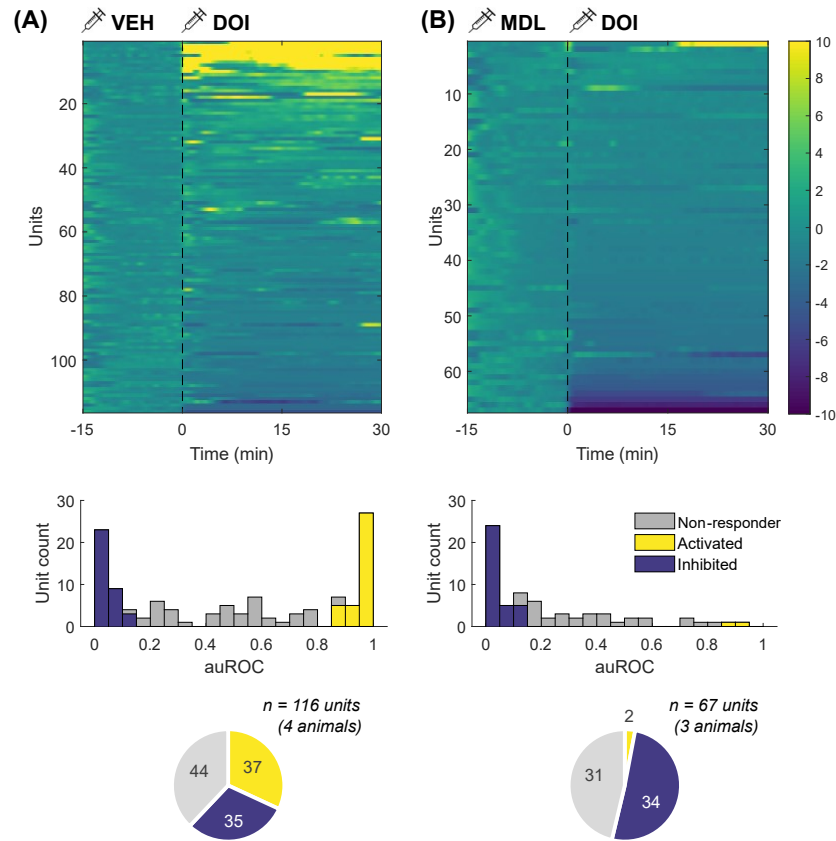 (A) VEH DOI
20
40
60
80
100
Units
-15 0 15 30
Time (min)
(B) MDL DOI
10
20
30
40
50
60
Units
-15 0 15 30
Time (min)
10
8
6
4
2
0
-2
-4
-6
-8
-10
30
20
10
0
Unit count
0 0.2 0.4 0.6 0.8 1
auROC
30
20
10
0
Unit count
0 0.2 0.4 0.6 0.8 1
auROC
Non-responder
Activated
Inhibited
n = 116 units
(4 animals)
44 37
35
n = 67 units
(3 animals)
2
31
34